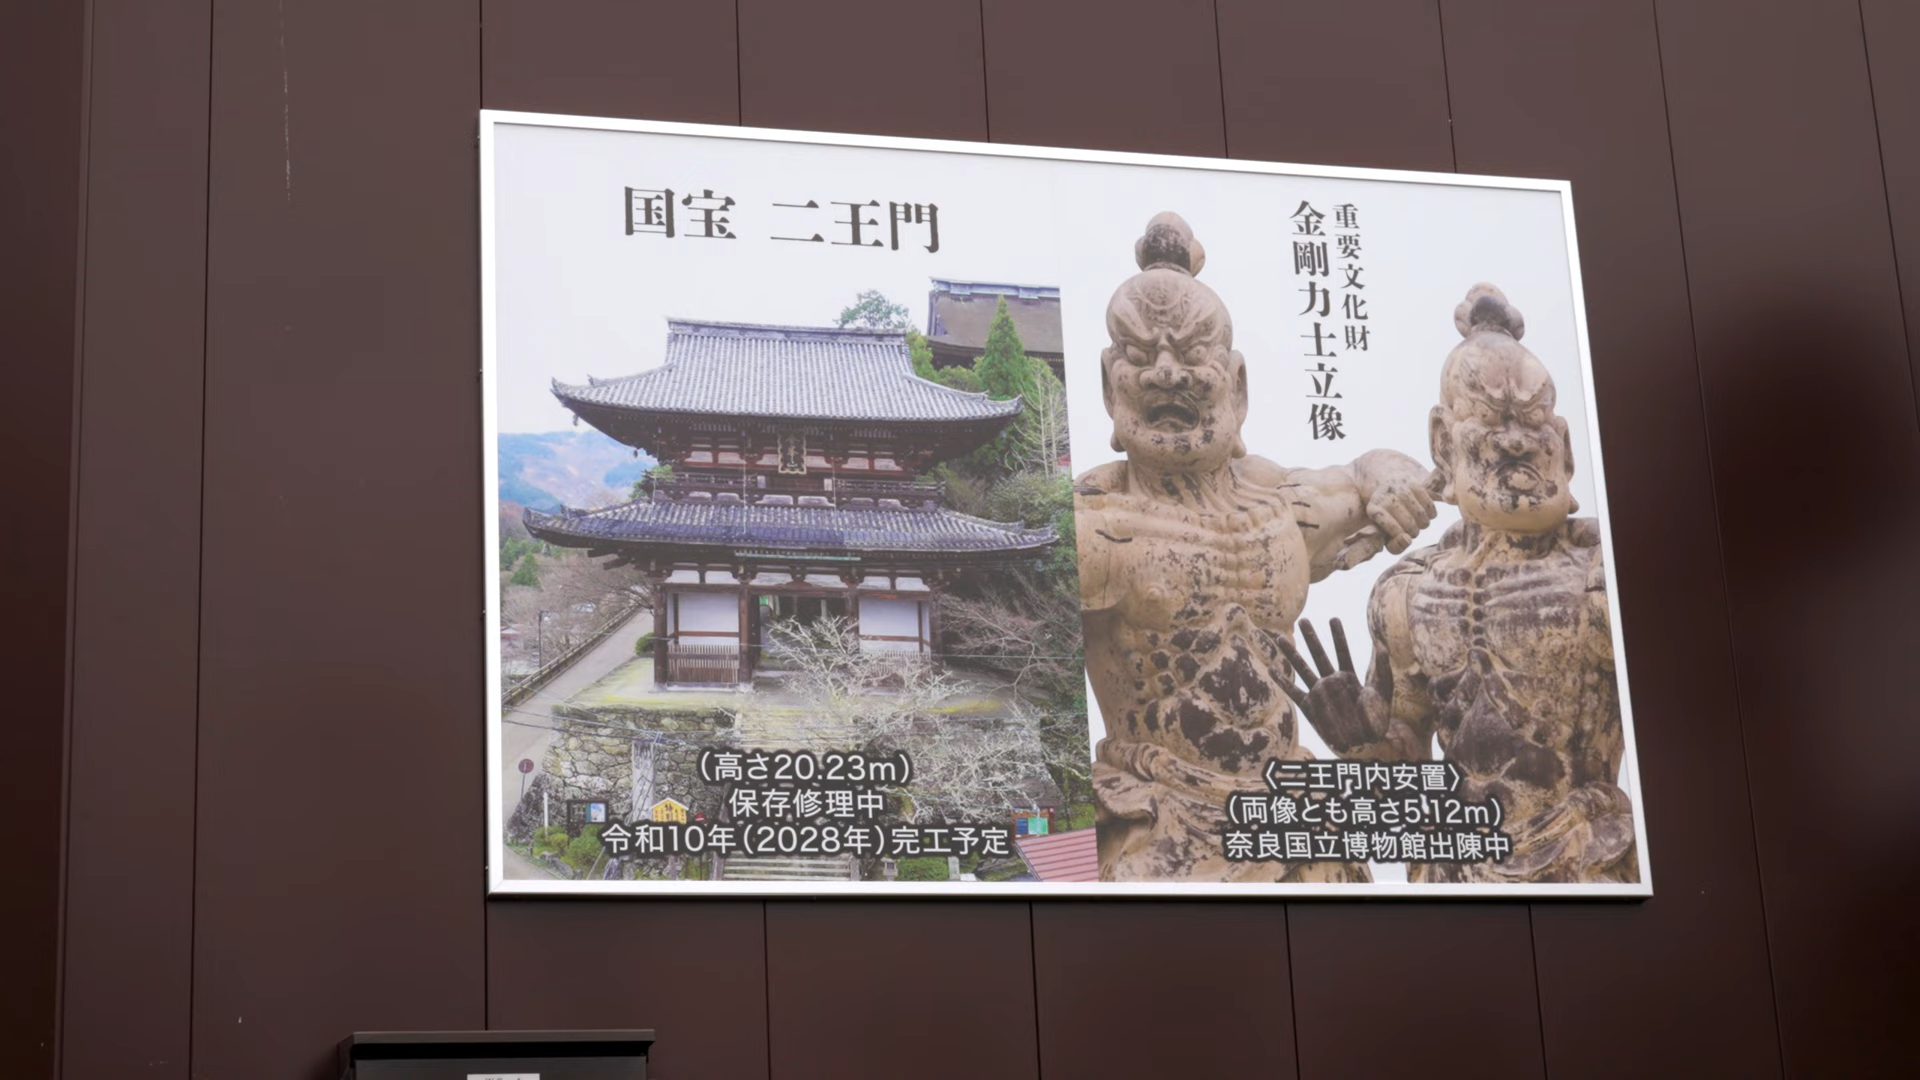 国宝 二王門
(高さ20.23m)
保存修理中
令和10年(2028年)完工予定
重要文化財
金剛力士立像
〈二王門内安置〉
(両像とも高さ5.12m)
奈良国立博物館出陳中